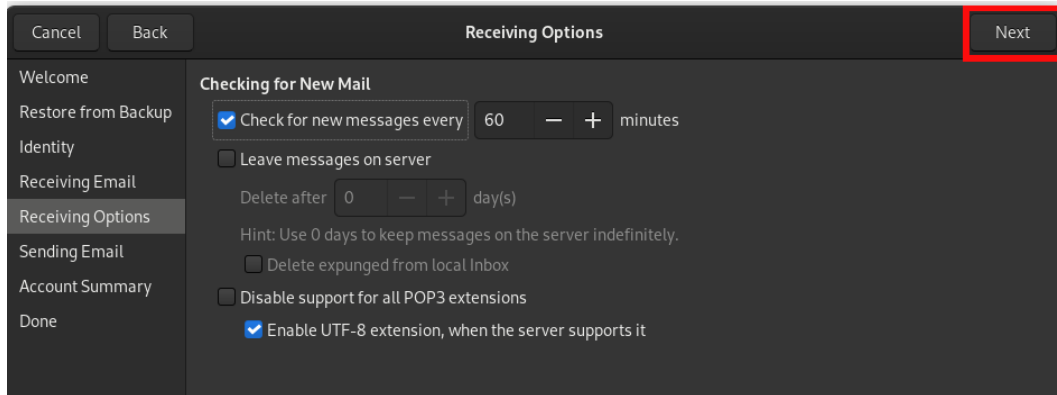 Cancel Back Receiving Options Next
Welcome
Restore from Backup
Identity
Receiving Email
Receiving Options
Sending Email
Account Summary
Done
Checking for New Mail
Check for new messages every 60 − + minutes
Leave messages on server
Delete after 0 − + day(s)
Hint: Use 0 days to keep messages on the server indefinitely.
Delete expunged from local Inbox
Disable support for all POP3 extensions
Enable UTF-8 extension, when the server supports it